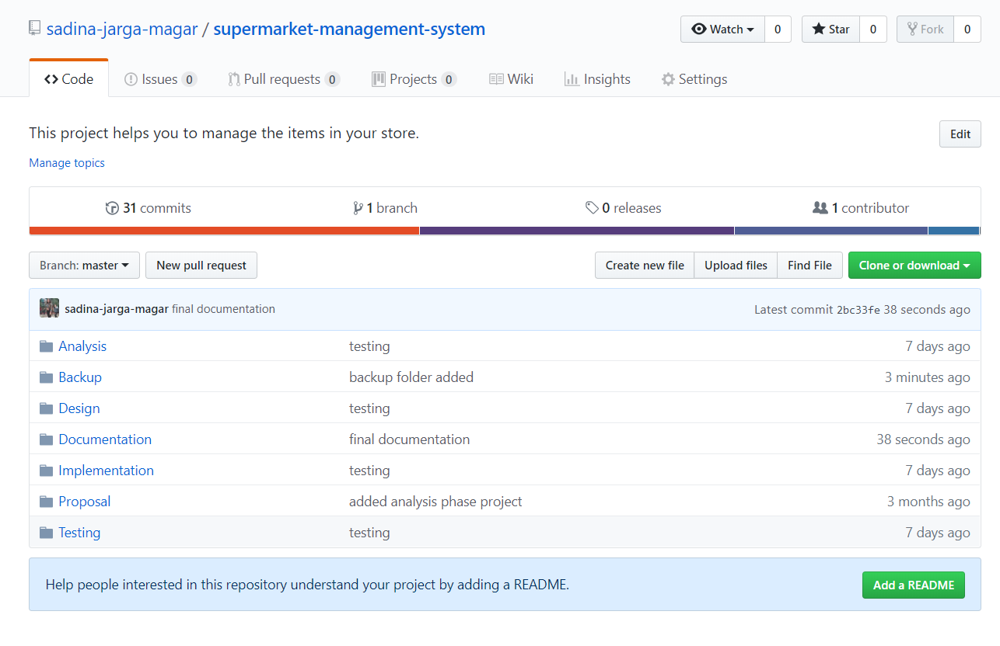 sadina-jarga-magar / supermarket-management-system Watch 0 Star 0 Fork 0
Code Issues 0 Pull requests 0 Projects 0 Wiki Insights Settings
This project helps you to manage the items in your store. Edit
Manage topics
31 commits 1 branch 0 releases 1 contributor
Branch: master New pull request Create new file Upload files Find File Clone or download
sadina-jarga-magar final documentation Latest commit 2bc33fe 38 seconds ago
Analysis testing 7 days ago
Backup backup folder added 3 minutes ago
Design testing 7 days ago
Documentation final documentation 38 seconds ago
Implementation testing 7 days ago
Proposal added analysis phase project 3 months ago
Testing testing 7 days ago
Help people interested in this repository understand your project by adding a README. Add a README